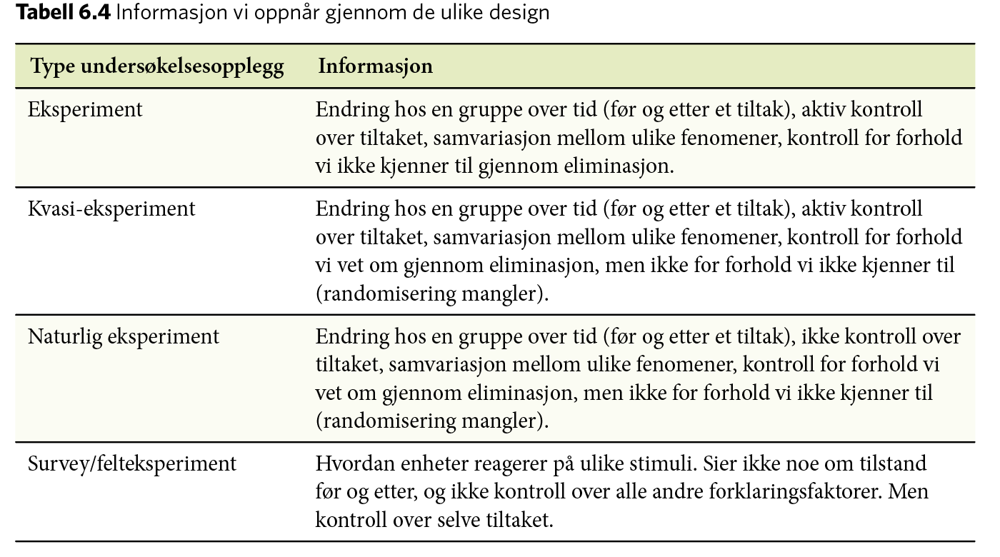 Tabell 6.4 Informasjon vi oppnår gjennom de ulike design
Type undersøkelsesopplegg Informasjon
Eksperiment Endring hos en gruppe over tid (før og etter et tiltak), aktiv kontroll
over tiltaket, samvariasjon mellom ulike fenomener, kontroll for forhold
vi ikke kjenner til gjennom eliminasjon.
Kvasi-eksperiment Endring hos en gruppe over tid (før og etter et tiltak), aktiv kontroll
over tiltaket, samvariasjon mellom ulike fenomener, kontroll for forhold
vi vet om gjennom eliminasjon, men ikke for forhold vi ikke kjenner til
(randomisering mangler).
Naturlig eksperiment Endring hos en gruppe over tid (før og etter et tiltak), ikke kontroll over
tiltaket, samvariasjon mellom ulike fenomener, kontroll for forhold vi
vet om gjennom eliminasjon, men ikke for forhold vi ikke kjenner til
(randomisering mangler).
Survey/felteksperiment Hvordan enheter reagerer på ulike stimuli. Sier ikke noe om tilstand
før og etter, og ikke kontroll over alle andre forklaringsfaktorer. Men
kontroll over selve tiltaket.